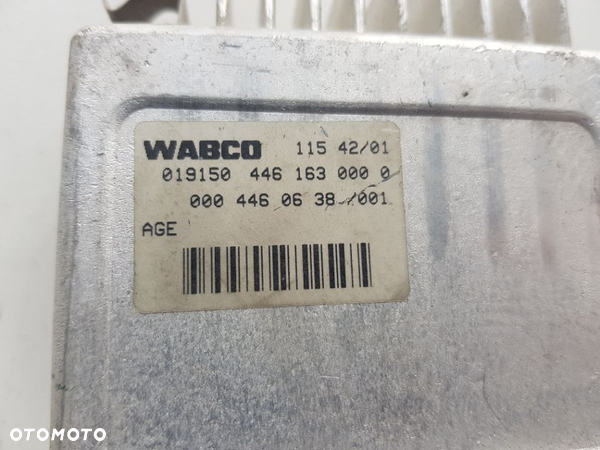 WABCO 115 42/01
019150 446 163 000 0
000 446 06 38 /001
AGE
OTOMOTO